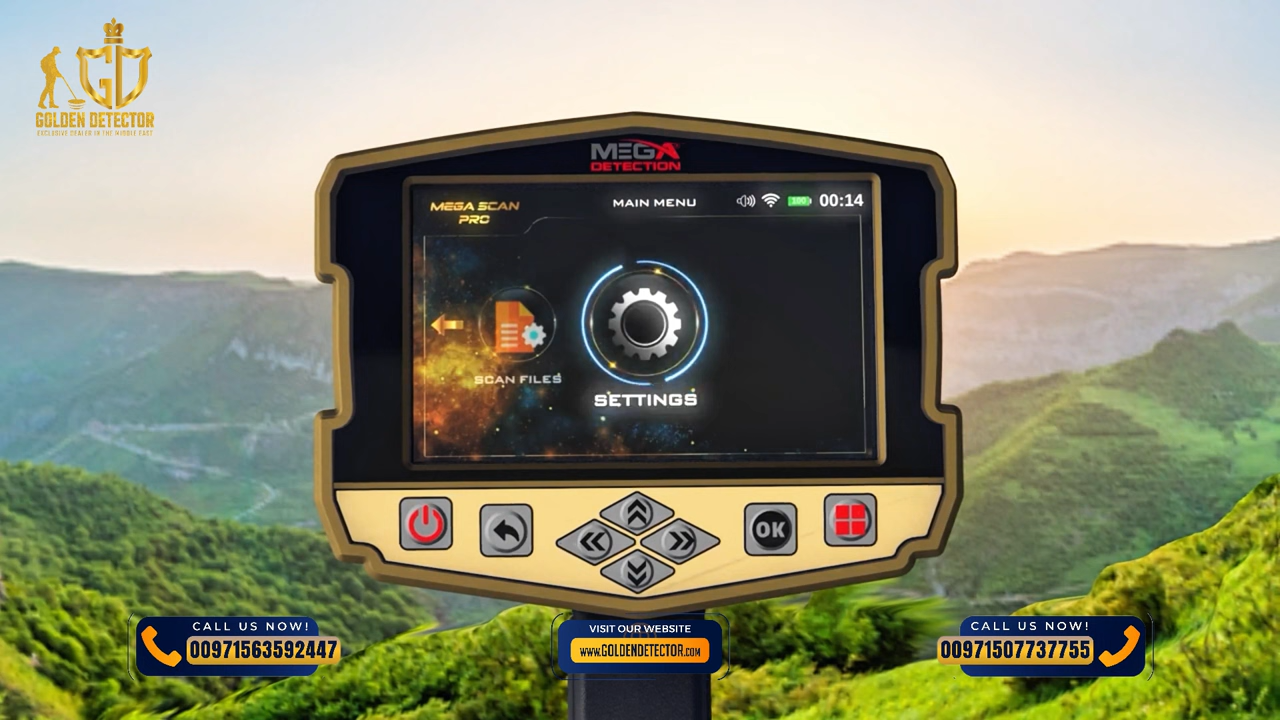 GOLDEN DETECTOR
EXCLUSIVE DEALER IN THE MIDDLE EAST
MEGA
DETECTION
MEGA SCAN
PRO
MAIN MENU
100
00:14
SCAN FILES
SETTINGS
OK
CALL US NOW!
00971563592447
VISIT OUR WEBSITE
WWW.GOLDENDETECTOR.COM
CALL US NOW!
00971507737755